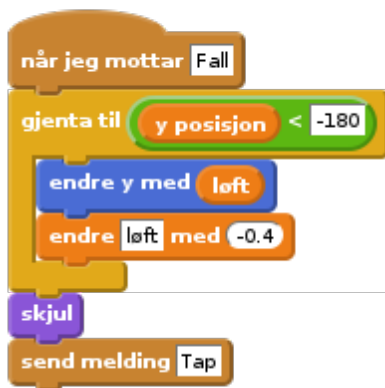 når jeg mottar Fall
gjenta til y posisjon < -180
endre y med løft
endre løft med -0.4
skjul
send melding Tap